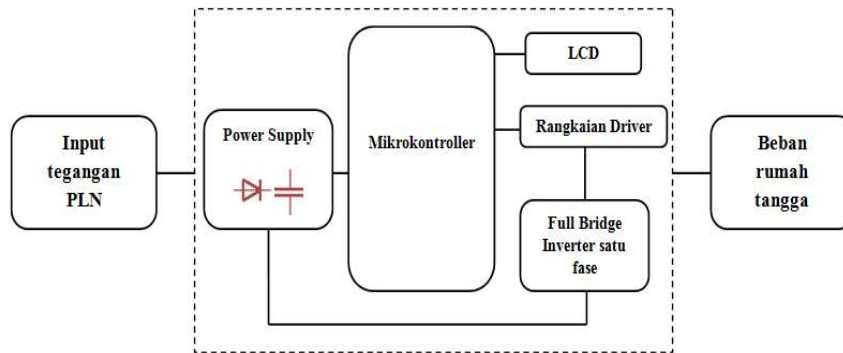 Input
tegangan
PLN
Power Supply
Mikrokontroller
LCD
Rangkaian Driver
Full Bridge
Inverter satu
fase
Beban
rumah
tangga